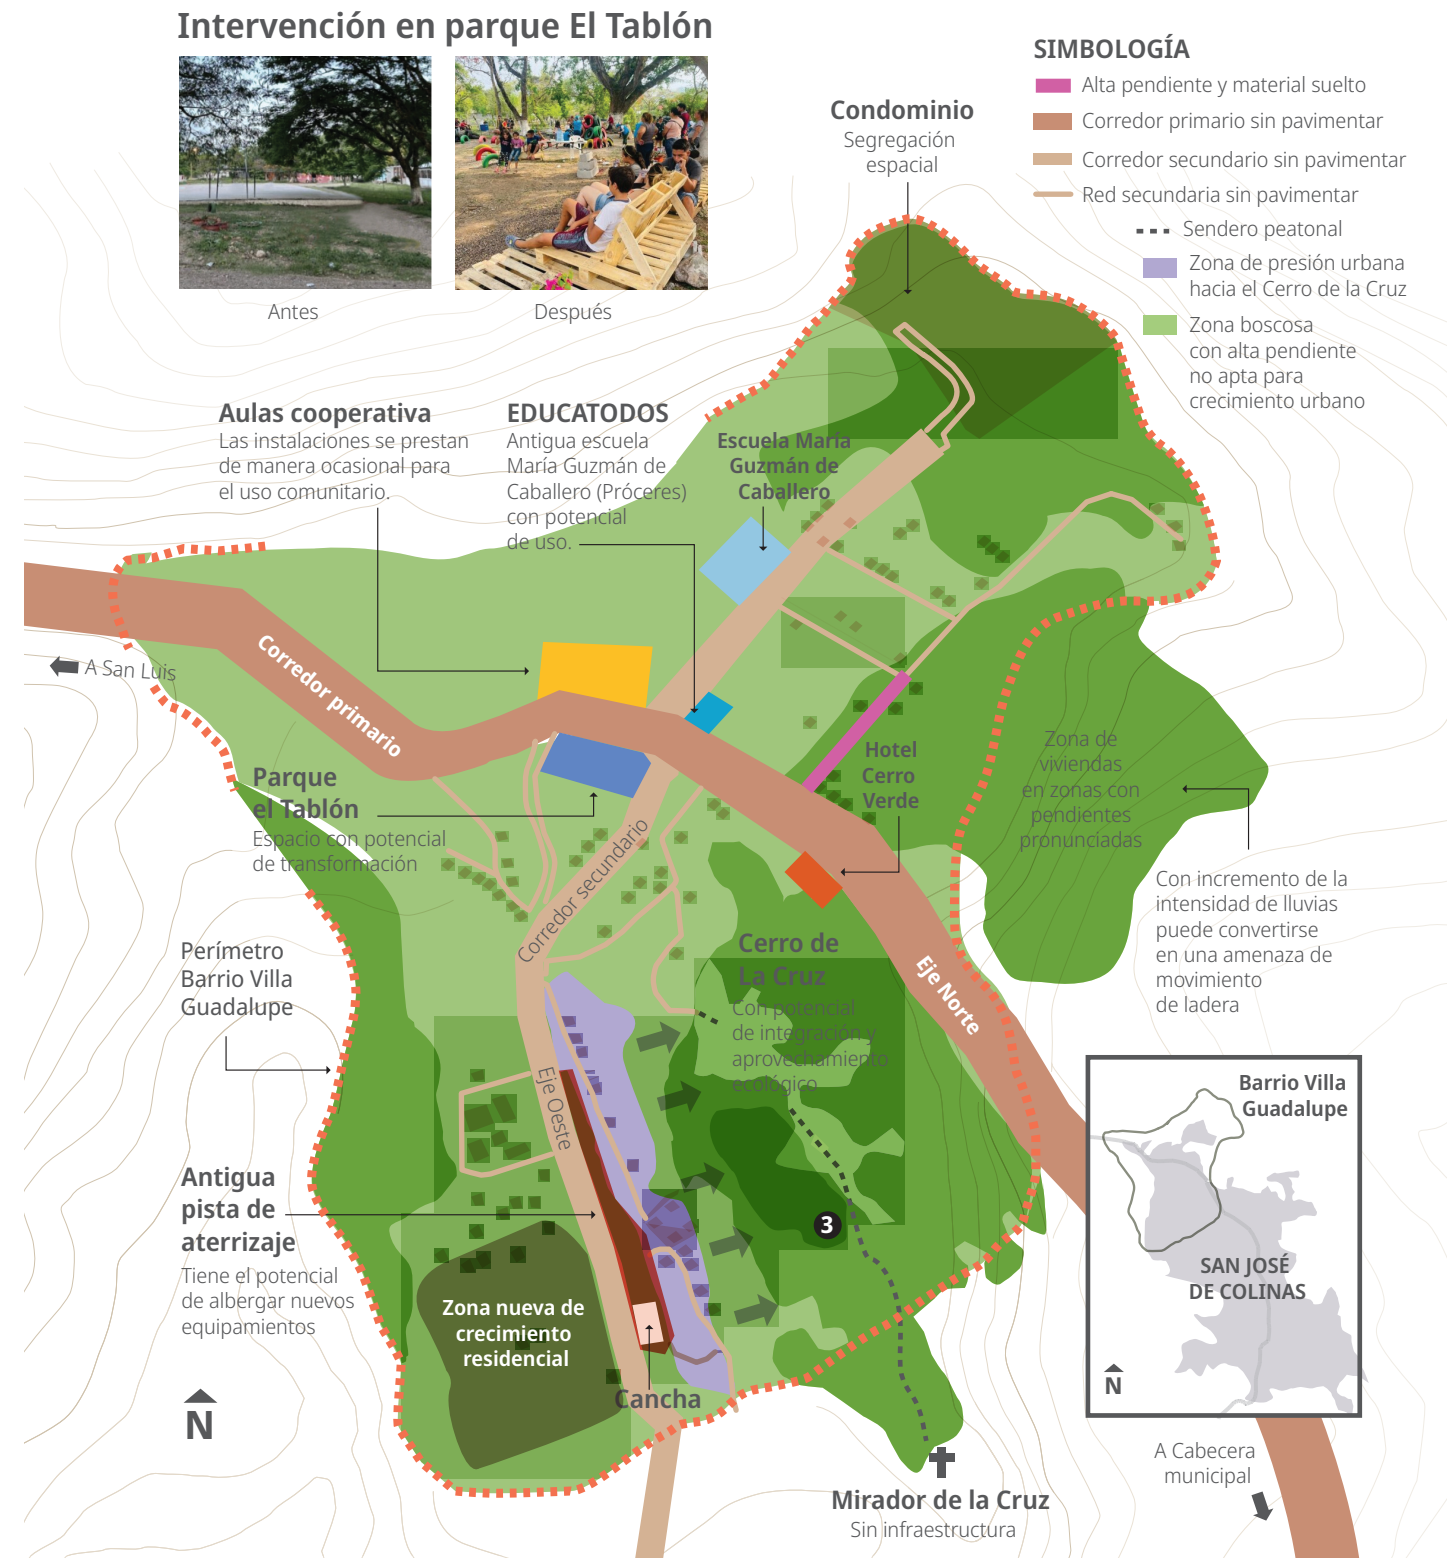 Intervención en parque El Tablón
Antes
Después
SIMBOLOGÍA
Alta pendiente y material suelto
Corredor primario sin pavimentar
Corredor secundario sin pavimentar
Red secundaria sin pavimentar
Sendero peatonal
Zona de presión urbana
hacia el Cerro de la Cruz
Zona boscosa
con alta pendiente
no apta para
crecimiento urbano
Condominio
Segregación
espacial
Aulas cooperativa
Las instalaciones se prestan
de manera ocasional para
el uso comunitario.
EDUCATODOS
Antigua escuela
María Guzmán de
Caballero (Próceres)
con potencial
de uso.
Escuela María
Guzmán de
Caballero
A San Luis
Corredor primario
Parque
el Tablón
Espacio con potencial
de transformación
Corredor secundario
Hotel
Cerro
Verde
Zona de
viviendas
en zonas con
pendientes
pronunciadas
Con incremento de la
intensidad de lluvias
puede convertirse
en una amenaza de
movimiento
de ladera
Perímetro
Barrio Villa
Guadalupe
Cerro de
La Cruz
Con potencial
de integración y
aprovechamiento
ecológico
Eje Norte
Eje Oeste
Antigua
pista de
aterrizaje
Tiene el potencial
de albergar nuevos
equipamientos
3
Zona nueva de
crecimiento
residencial
Cancha
N
Barrio Villa
Guadalupe
SAN JOSÉ
DE COLINAS
N
A Cabecera
municipal
Mirador de la Cruz
Sin infraestructura